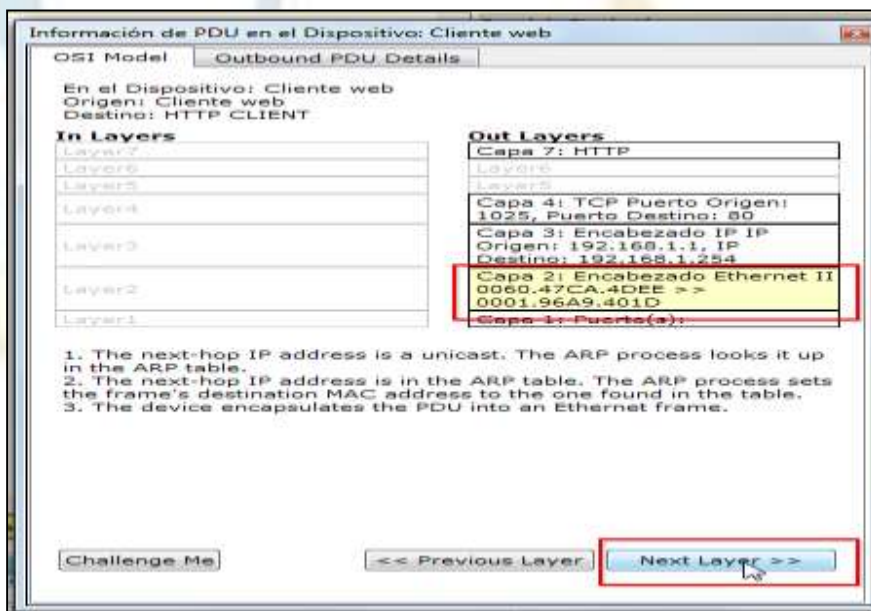 Información de PDU en el Dispositivo: Cliente web
OSI Model
Outbound PDU Details
En el Dispositivo: Cliente web
Origen: Cliente web
Destino: HTTP CLIENT
In Layers
Layer7
Layer6
Layer5
Layer4
Layer3
Layer2
Layer1
Out Layers
Capa 7: HTTP
Layer6
Layer5
Capa 4: TCP Puerto Origen:
1025, Puerto Destino: 80
Capa 3: Encabezado IP IP
Origen: 192.168.1.1, IP
Destino: 192.168.1.254
Capa 2: Encabezado Ethernet II
0060.47CA.4DEE >>
0001.96A9.401D
Capa 1: Puerto(s):
1. The next-hop IP address is a unicast. The ARP process looks it up
in the ARP table.
2. The next-hop IP address is in the ARP table. The ARP process sets
the frame's destination MAC address to the one found in the table.
3. The device encapsulates the PDU into an Ethernet frame.
Challenge Me
<< Previous Layer
Next Layer >>